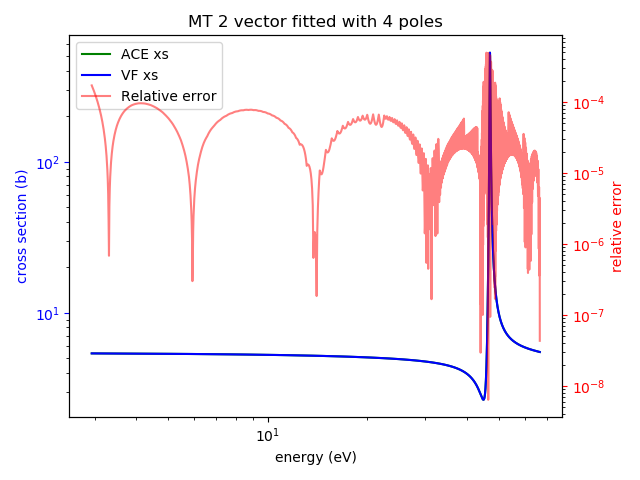 MT 2 vector fitted with 4 poles
ACE xs
VF xs
Relative error
cross section (b)
10²
10¹
10⁻⁴
10⁻⁵
10⁻⁶
10⁻⁷
10⁻⁸
relative error
10¹
energy (eV)